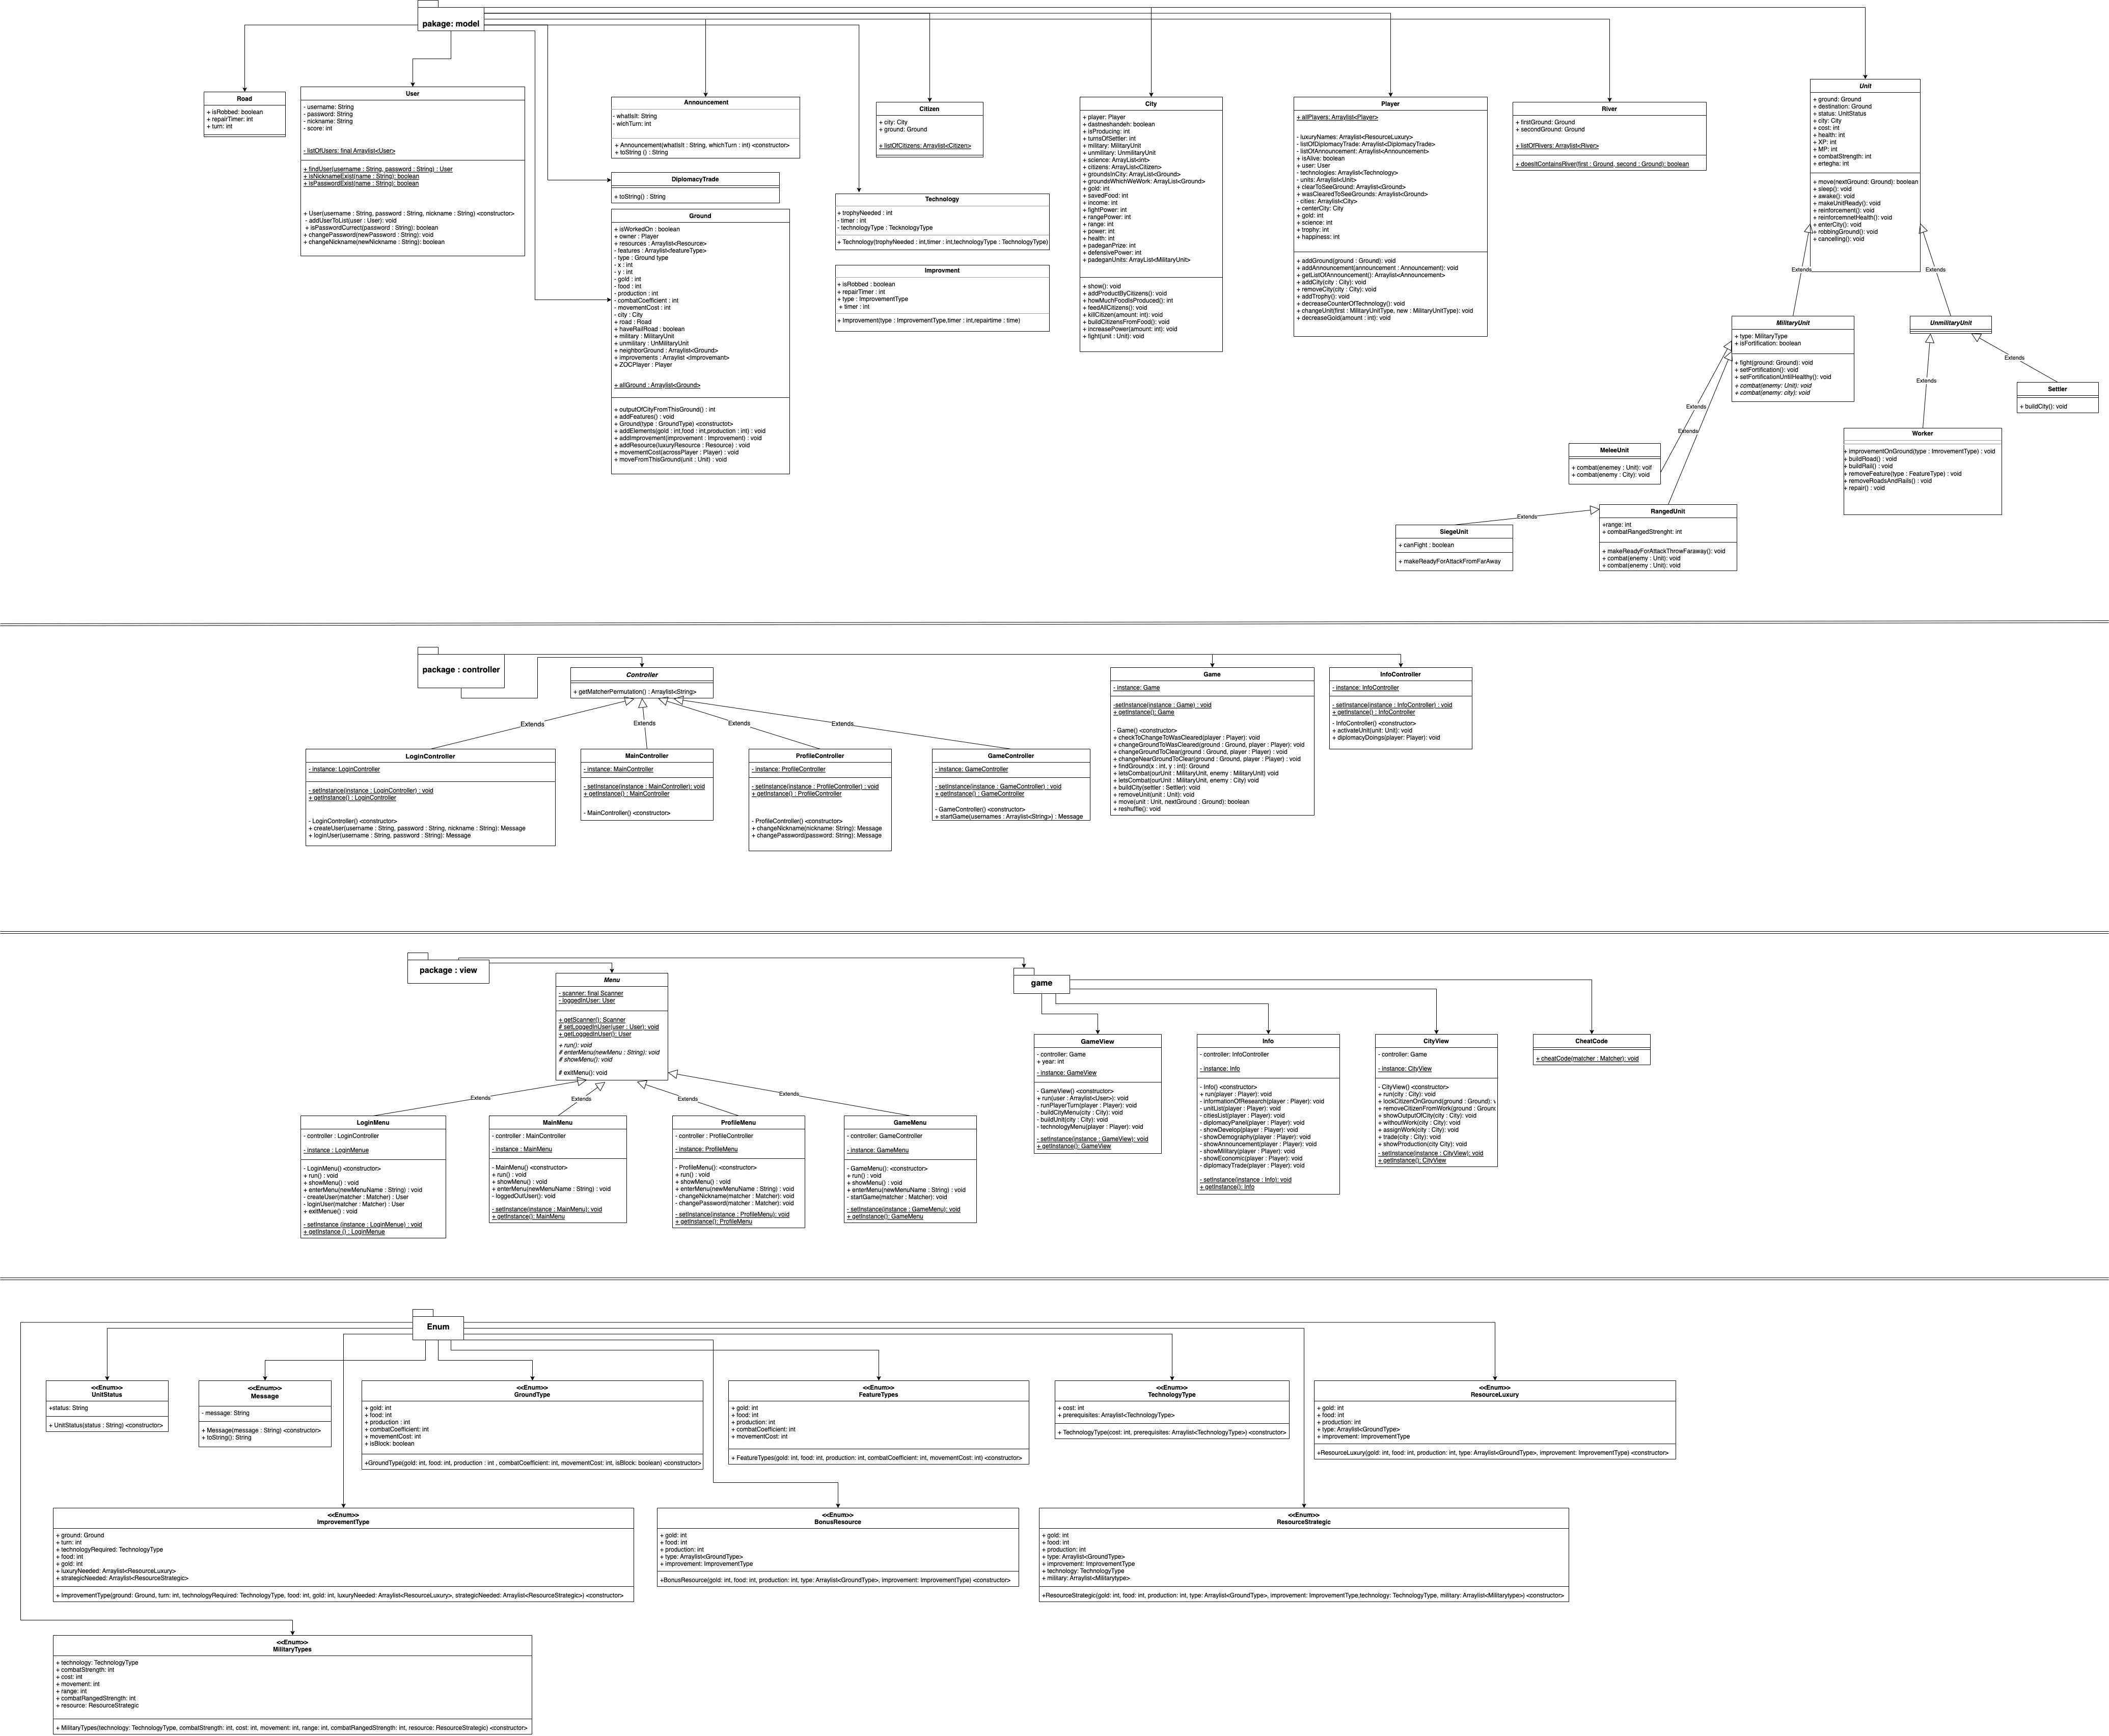 pakage: model
Road
+ isRobbed: boolean
+ repairTimer: int
+ turn: int
User
- username: String
- password: String
- nickname: String
- score: int
- listOfUsers: final Arraylist<User>
+ findUser(username : String, password : String) : User
+ isNicknameExist(name : String): boolean
+ isPasswordExist(name : String): boolean
+ User(username : String, password : String, nickname : String) <constructor>
- addUserToList(user : User): void
+ isPasswordCurrect(password : String): boolean
+ changePassword(newPassword : String): void
+ changeNickname(newNickname : String): boolean
Announcement
- whatIsIt: String
- wichTurn: int
+ Announcement(whatIsIt : String, whichTurn : int) <constructor>
+ toString () : String
DiplomacyTrade
+ toString() : String
Ground
+ isWorkedOn : boolean
+ owner : Player
+ resources : Arraylist<Resource>
- features : Arraylist<featureType>
- type : Ground type
- x : int
- y : int
- gold : int
- food : int
- production : int
- combatCoefficient : int
- movementCost : int
- city : City
+ road : Road
+ haveRailRoad : boolean
+ military : MilitaryUnit
+ unmilitary : UnMilitaryUnit
+ neighborGround : Arraylist<Ground>
+ improvements : Arraylist <Improvemant>
+ ZOCPlayer : Player
+ allGround : Arraylist<Ground>
+ outputOfCityFromThisGround() : int
+ addFeatures() : void
+ Ground(type : GroundType) <constructot>
+ addElements(gold : int,food : int,production : int) : void
+ addImprovement(improvement : Improvement) : void
+ addResource(luxuryResource : Resource) : void
+ movementCost(acrossPlayer : Player) : void
+ moveFromThisGround(unit : Unit) : void
Technology
+ trophyNeeded : int
- timer : int
- technologyType : TecknologyType
+ Technology(trophyNeeded : int,timer : int,technologyType : TechnologyType)
Improvment
+ isRobbed : boolean
+ repairTimer : int
+ type : ImprovementType
+ timer : int
+ Improvement(type : ImprovementType,timer : int,repairtime : time)
Citizen
+ city: City
+ ground: Ground
+ listOfCitizens: Arraylist<Citizen>
City
+ player: Player
+ dastneshandeh: boolean
+ isProducing: int
+ turnsOfSettler: int
+ military: MilitaryUnit
+ unmilitary: UnmilitaryUnit
+ science: ArrayList<int>
+ citizens: ArrayList<Citizen>
+ groundsInCity: ArrayList<Ground>
+ groundsWhichWeWork: ArrayList<Ground>
+ gold: int
+ savedFood: int
+ income: int
+ fightPower: int
+ rangePower: int
+ range: int
+ power: int
+ health: int
+ padeganPrize: int
+ defensivePower: int
+ padeganUnits: ArrayList<MilitaryUnit>
+ show(): void
+ addProductByCitizens(): void
+ howMuchFoodIsProduced(): int
+ feedAllCitizens(): void
+ killCitizen(amount: int): void
+ buildCitizensFromFood(): void
+ increasePower(amount: int): void
+ fight(unit : Unit): void
Player
+ allPlayers: Arraylist<Player>
- luxuryNames: Arraylist<ResourceLuxury>
- listOfDiplomacyTrade: Arraylist<DiplomacyTrade>
- listOfAnnouncement: Arraylist<Announcement>
+ isAlive: boolean
+ user: User
- technologies: Arraylist<Technology>
- units: Arraylist<Unit>
+ clearToSeeGround: Arraylist<Ground>
+ wasClearedToSeeGrounds: Arraylist<Ground>
- cities: Arraylist<City>
+ centerCity: City
+ gold: int
+ science: int
+ trophy: int
+ happiness: int
+ addGround(ground : Ground): void
+ addAnnouncement(announcement : Announcement): void
+ getListOfAnnouncement(): Arraylist<Announcement>
+ addCity(city : City): void
+ removeCity(city : City): void
+ addTrophy(): void
+ decreaseCounterOfTechnology(): void
+ changeUnit(first : MilitaryUnitType, new : MilitaryUnitType): void
+ decreaseGold(amount : int): void
River
+ firstGround: Ground
+ secondGround: Ground
+ listOfRivers: Arraylist<River>
+ doesItContainsRiver(first : Ground, second : Ground): boolean
Unit
+ ground: Ground
+ destination: Ground
+ status: UnitStatus
+ city: City
+ cost: int
+ health: int
+ XP: int
+ MP: int
+ combatStrength: int
+ ertegha: int
+ move(nextGround: Ground): boolean
+ sleep(): void
+ awake(): void
+ makeUnitReady(): void
+ reinforcement(): void
+ reinforcemnetHealth(): void
+ enterCity(): void
+ robbingGround(): void
+ cancelling(): void
Extends
Extends
MilitaryUnit
+ type: MilitaryType
+ isFortification: boolean
+ fight(ground: Ground): void
+ setFortification(): void
+ setFortificationUntilHealthy(): void
+ combat(enemy: Unit): void
+ combat(enemy: city): void
UnmilitaryUnit
Extends
Extends
Settler
+ buildCity(): void
Worker
+ improvementOnGround(type : ImrovementType) : void
+ buildRoad() : void
+ buildRail() : void
+ removeFeature(type : FeatureType) : void
+ removeRoadsAndRails() : void
+ repair() : void
Extends
Extends
MeleeUnit
+ combat(enemey : Unit): voif
+ combat(enemy : City): void
RangedUnit
+range: int
+ combatRangedStrenght: int
+ makeReadyForAttackThrowFaraway(): void
+ combat(enemy : Unit): void
+ combat(enemy : Unit): void
Extends
SiegeUnit
+ canFight : boolean
+ makeReadyForAttackFromFarAway
package : controller
Controller
+ getMatcherPermutation() : Arraylist<String>
Extends
Extends
Extends
Extends
LoginController
- instance: LoginController
- setInstance(instance : LoginController) : void
+ getInstance() : LoginController
- LoginController() <constructor>
+ createUser(username : String, password : String, nickname : String): Message
+ loginUser(username : String, password : String): Message
MainController
- instance: MainController
- setInstance(instance : MainController): void
+ getInstance() : MainController
- MainController() <constructor>
ProfileController
- instance: ProfileController
- setInstance(instance : ProfileController) : void
+ getInstance() : ProfileController
- ProfileController() <constructor>
+ changeNickname(nickname: String): Message
+ changePassword(password: String): Message
GameController
- instance: GameController
- setInstance(instance : GameController) : void
+ getInstance() : GameController
- GameController() <constructor>
+ startGame(usernames : Arraylist<String>) : Message
Game
- instance: Game
-setInstance(instance : Game) : void
+ getInstance(): Game
- Game() <constructor>
+ checkToChangeToWasCleared(player : Player): void
+ changeGroundToWasCleared(ground : Ground, player : Player): void
+ changeGroundToClear(ground : Ground, player : Player) : void
+ changeNearGroundToClear(ground : Ground, player : Player) : void
+ findGround(x : int, y : int): Ground
+ letsCombat(ourUnit : MilitaryUnit, enemy : MilitaryUnit) void
+ letsCombat(ourUnit : MilitaryUnit, enemy : City) void
+ buildCity(settler : Settler): void
+ removeUnit(unit : Unit): void
+ move(unit : Unit, nextGround : Ground): boolean
+ reshuffle(): void
InfoController
- instance: InfoController
- setInstance(instance : InfoController) : void
+ getInstance() : InfoController
- InfoController() <constructor>
+ activateUnit(unit: Unit): void
+ diplomacyDoings(player: Player): void
package : view
Menu
- scanner: final Scanner
- loggedInUser: User
+ getScanner(): Scanner
# setLoggedInUser(user : User): void
+ getLoggedInUser(): User
+ run(): void
# enterMenu(newMenu : String): void
# showMenu(): void
# exitMenu(): void
Extends
Extends
Extends
Extends
LoginMenu
- controller : LoginController
- instance : LoginMenue
- LoginMenu() <constructor>
+ run() : void
+ showMenu() : void
+ enterMenu(newMenuName : String) : void
- createUser(matcher : Matcher) : User
- loginUser(matcher : Matcher) : User
+ exitMenue() : void
- setInstance (instance : LoginMenue) : void
+ getInstance () : LoginMenue
MainMenu
- controller : MainController
- instance : MainMenu
- MainMenu() <constructor>
+ run() : void
+ showMenu() : void
+ enterMenu(newMenuName : String) : void
- loggedOutUser(): void
- setInstance(instance : MainMenu): void
+ getInstance(): MainMenu
ProfileMenu
- controller : ProfileController
- instance: ProfileMenu
- ProfileMenu(): <constructor>
+ run() : void
+ showMenu() : void
+ enterMenu(newMenuName : String) : void
- changeNickname(matcher : Matcher): void
- changePassword(matcher : Matcher): void
- setInstance(instance : ProfileMenu): void
+ getInstance(): ProfileMenu
GameMenu
- controller: GameController
- instance: GameMenu
- GameMenu() <constructor>
+ run() : void
+ showMenu() : void
+ enterMenu(newMenuName : String) : void
- startGame(matcher : Matcher): void
- setInstance(instance : GameMenu): void
+ getInstance(): GameMenu
game
GameView
- controller: Game
+ year: int
- instance: GameView
- GameView() <constructor>
+ run(user : Arraylist<User>): void
- runPlayerTurn(player : Player): void
- buildCityMenu(city : City): void
- buildUnit(city : City): void
- technologyMenu(player : Player): void
- setInstance(instance : GameView): void
+ getInstance(): GameView
Info
- controller: InfoController
- instance: Info
- Info() <constructor>
+ run(player : Player): void
- informationOfResearch(player : Player): void
- unitList(player : Player): void
- citiesList(player : Player): void
- diplomacyPanel(player : Player): void
- showDevelop(player : Player): void
- showDemography(player : Player): void
- showAnnouncement(player : Player): void
- showMilitary(player : Player): void
- showEconomic(player : Player): void
- diplomacyTrade(player : Player): void
- setInstance(instance : Info): void
+ getInstance(): Info
CityView
- controller: Game
- instance: CityView
- CityView() <constructor>
+ run(city : City): void
+ lockCitizenOnGround(ground : Ground): v
+ removeCitizenFromWork(ground : Ground
+ showOutputOfCity(city : City): void
+ withoutWork(city : City): void
+ assignWork(city : City): void
+ trade(city : City): void
+ showProduction(city City): void
- setInstance(instance : CityView): void
+ getInstance(): CityView
CheatCode
+ cheatCode(matcher : Matcher): void
Enum
<<Enum>>
UnitStatus
+status: String
+ UnitStatus(status : String) <constructor>
<<Enum>>
Message
- message: String
+ Message(message : String) <constructor>
+ toString(): String
<<Enum>>
GroundType
+ gold: int
+ food: int
+ production : int
+ combatCoefficient: int
+ movementCost: int
+ isBlock: boolean
+GroundType(gold: int, food: int, production : int , combatCoefficient: int, movementCost: int, isBlock: boolean) <constructor>
<<Enum>>
FeatureTypes
+ gold: int
+ food: int
+ production: int
+ combatCoefficient: int
+ movementCost: int
+ FeatureTypes(gold: int, food: int, production: int, combatCoefficient: int, movementCost: int) <constructor>
<<Enum>>
TechnologyType
+ cost: int
+ prerequisites: Arraylist<TechnologyType>
+ TechnologyType(cost: int, prerequisites: Arraylist<TechnologyType>) <constructor>
<<Enum>>
ResourceLuxury
+ gold: int
+ food: int
+ production: int
+ type: Arraylist<GroundType>
+ improvement: ImprovementType
+ResourceLuxury(gold: int, food: int, production: int, type: Arraylist<GroundType>, improvement: ImprovementType) <constructor>
<<Enum>>
ImprovementType
+ ground: Ground
+ turn: int
+ technologyRequired: TechnologyType
+ food: int
+ gold: int
+ luxuryNeeded: Arraylist<ResourceLuxury>
+ strategicNeeded: Arraylist<ResourceStrategic>
+ ImprovementType(ground: Ground, turn: int, technologyRequired: TechnologyType, food: int, gold: int, luxuryNeeded: Arraylist<ResourceLuxury>, strategicNeeded: Arraylist<ResourceStrategic>) <constructor>
<<Enum>>
BonusResource
+ gold: int
+ food: int
+ production: int
+ type: Arraylist<GroundType>
+ improvement: ImprovementType
+BonusResource(gold: int, food: int, production: int, type: Arraylist<GroundType>, improvement: ImprovementType) <constructor>
<<Enum>>
ResourceStrategic
+ gold: int
+ food: int
+ production: int
+ type: Arraylist<GroundType>
+ improvement: ImprovementType
+ technology: TechnologyType
+ military: Arraylist<Militarytype>
+ResourceStrategic(gold: int, food: int, production: int, type: Arraylist<GroundType>, improvement: ImprovementType,technology: TechnologyType, military: Arraylist<Militarytype>) <constructor>
<<Enum>>
MilitaryTypes
+ technology: TechnologyType
+ combatStrength: int
+ cost: int
+ movement: int
+ range: int
+ combatRangedStrength: int
+ resource: ResourceStrategic
+ MilitaryTypes(technology: TechnologyType, combatStrength: int, cost: int, movement: int, range: int, combatRangedStrength: int, resource: ResourceStrategic) <constructor>